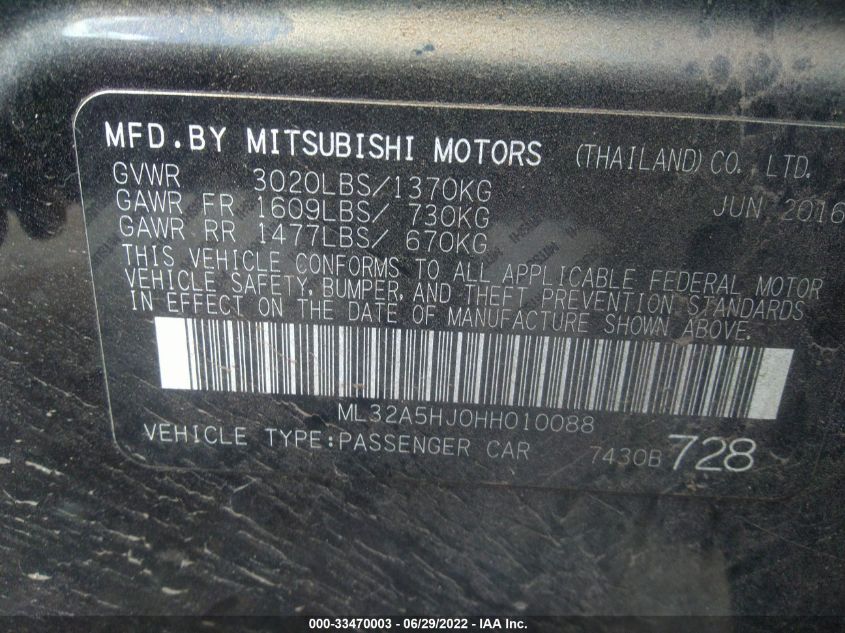 MFD.BY MITSUBISHI MOTORS (THAILAND) CO., LTD.
GVWR 3020LBS/1370KG JUN 2016
GAWR FR 1609LBS/ 730KG
GAWR RR 1477LBS/ 670KG
THIS VEHICLE CONFORMS TO ALL APPLICABLE FEDERAL MOTOR
VEHICLE SAFETY, BUMPER, AND THEFT PREVENTION STANDARDS
IN EFFECT ON THE DATE OF MANUFACTURE SHOWN ABOVE.
ML32A5HJ0HH010088
VEHICLE TYPE:PASSENGER CAR 7430B 728
000-33470003 - 06/29/2022 - IAA Inc.